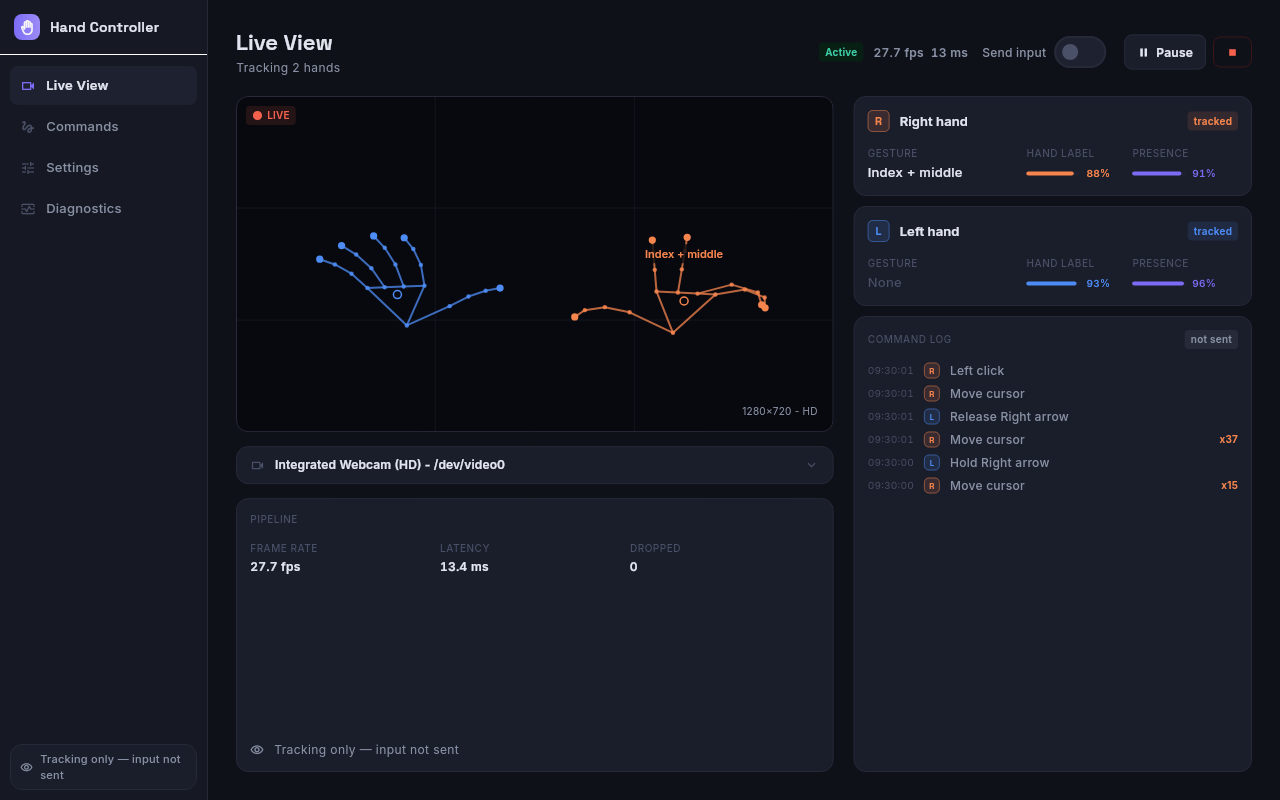 Hand Controller
Live View
Commands
Settings
Diagnostics
Tracking only — input not
sent
Live View
Tracking 2 hands
Active
27.7 fps 13 ms
Send input
Pause
LIVE
Index + middle
1280×720 - HD
Integrated Webcam (HD) - /dev/video0
PIPELINE
FRAME RATE LATENCY DROPPED
27.7 fps 13.4 ms 0
Tracking only — input not sent
R Right hand tracked
GESTURE HAND LABEL PRESENCE
Index + middle 88% 91%
L Left hand tracked
GESTURE HAND LABEL PRESENCE
None 93% 96%
COMMAND LOG not sent
09:30:01 R Left click
09:30:01 R Move cursor
09:30:01 L Release Right arrow
09:30:01 R Move cursor x37
09:30:00 L Hold Right arrow
09:30:00 R Move cursor x15